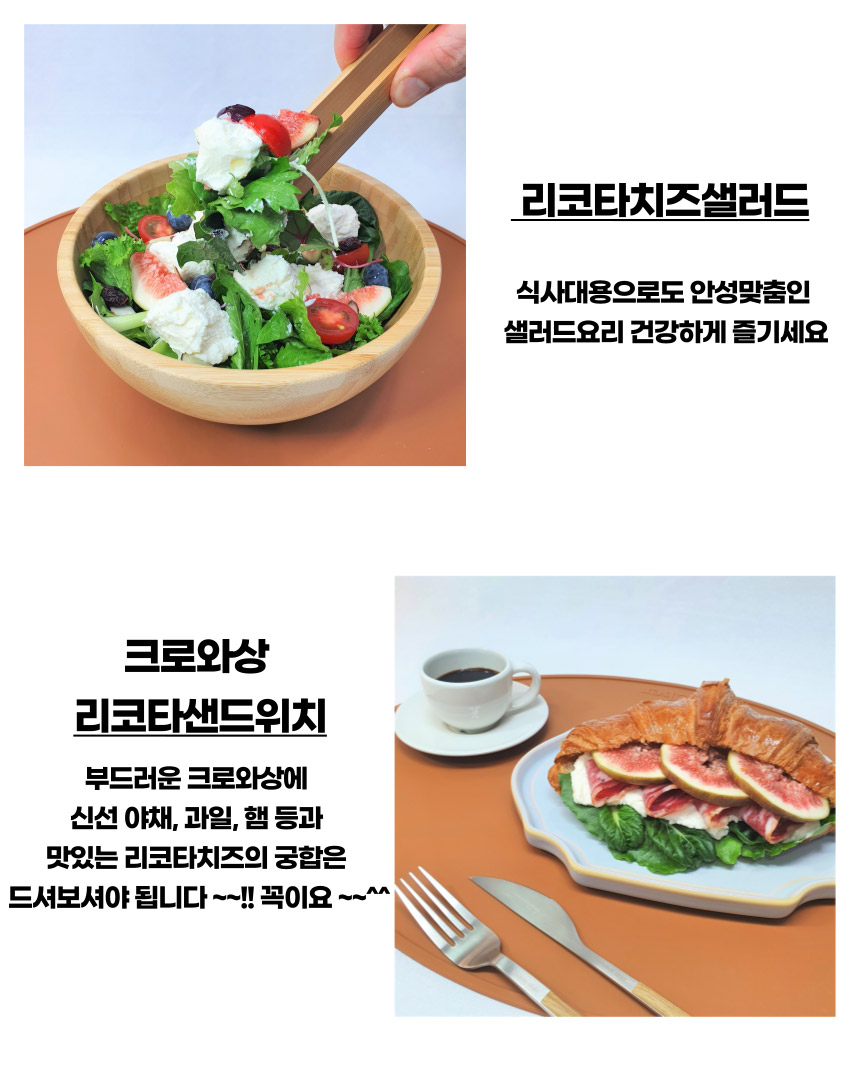 리코타치즈샐러드
식사대용으로도 안성맞춤인
샐러드요리 건강하게 즐기세요
크로와상
리코타샌드위치
부드러운 크로와상에
신선 야채, 과일, 햄 등과
맛있는 리코타치즈의 궁합은
드셔보셔야 됩니다 ~~!! 꼭이요 ~~^^